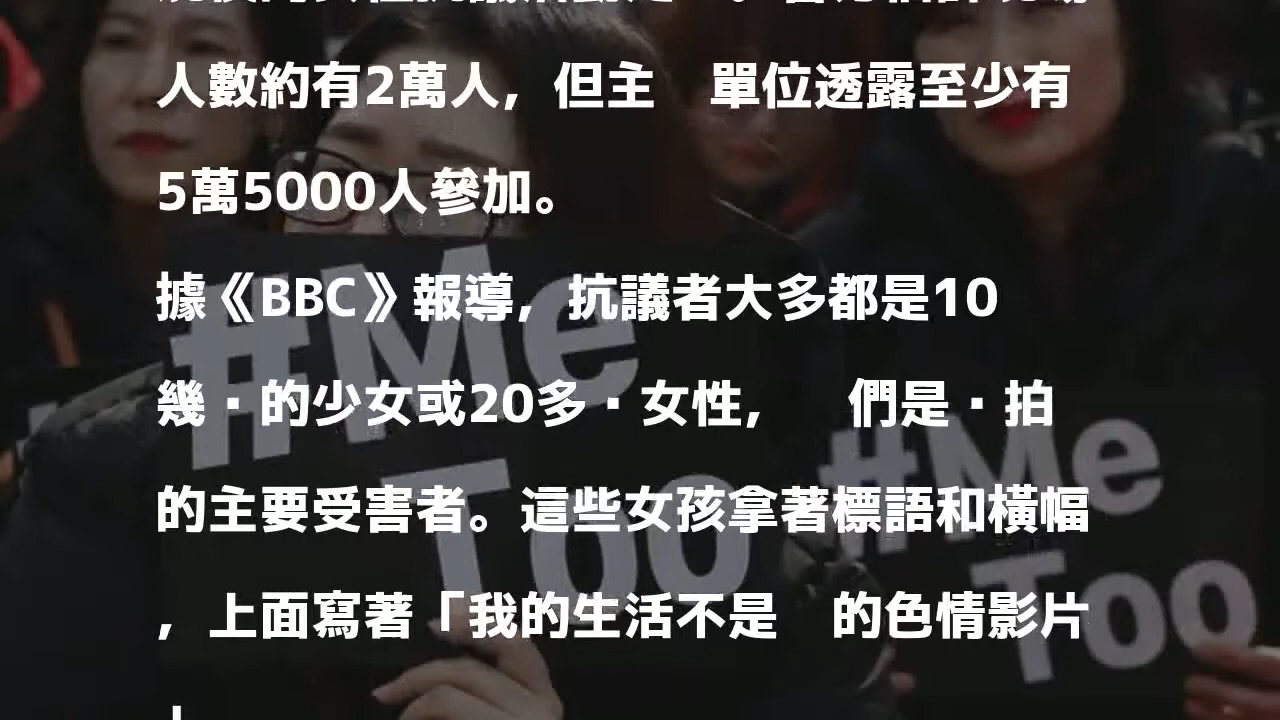 人數約有2萬人，但主 單位透露至少有
5萬5000人參加。
據《BBC》報導，抗議者大多都是10
幾·的少女或20多·女性， 們是·拍
的主要受害者。這些女孩拿著標語和橫幅
，上面寫著「我的生活不是 的色情影片
#Me
Too
#Me
Too